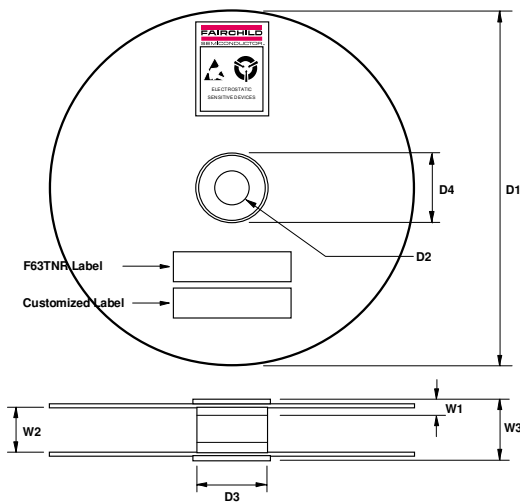 FAIRCHILD
SEMICONDUCTOR
ELECTROSTATIC
SENSITIVE DEVICES
D4
D1
D2
F63TNR Label
Customized Label
W1
W2
W3
D3